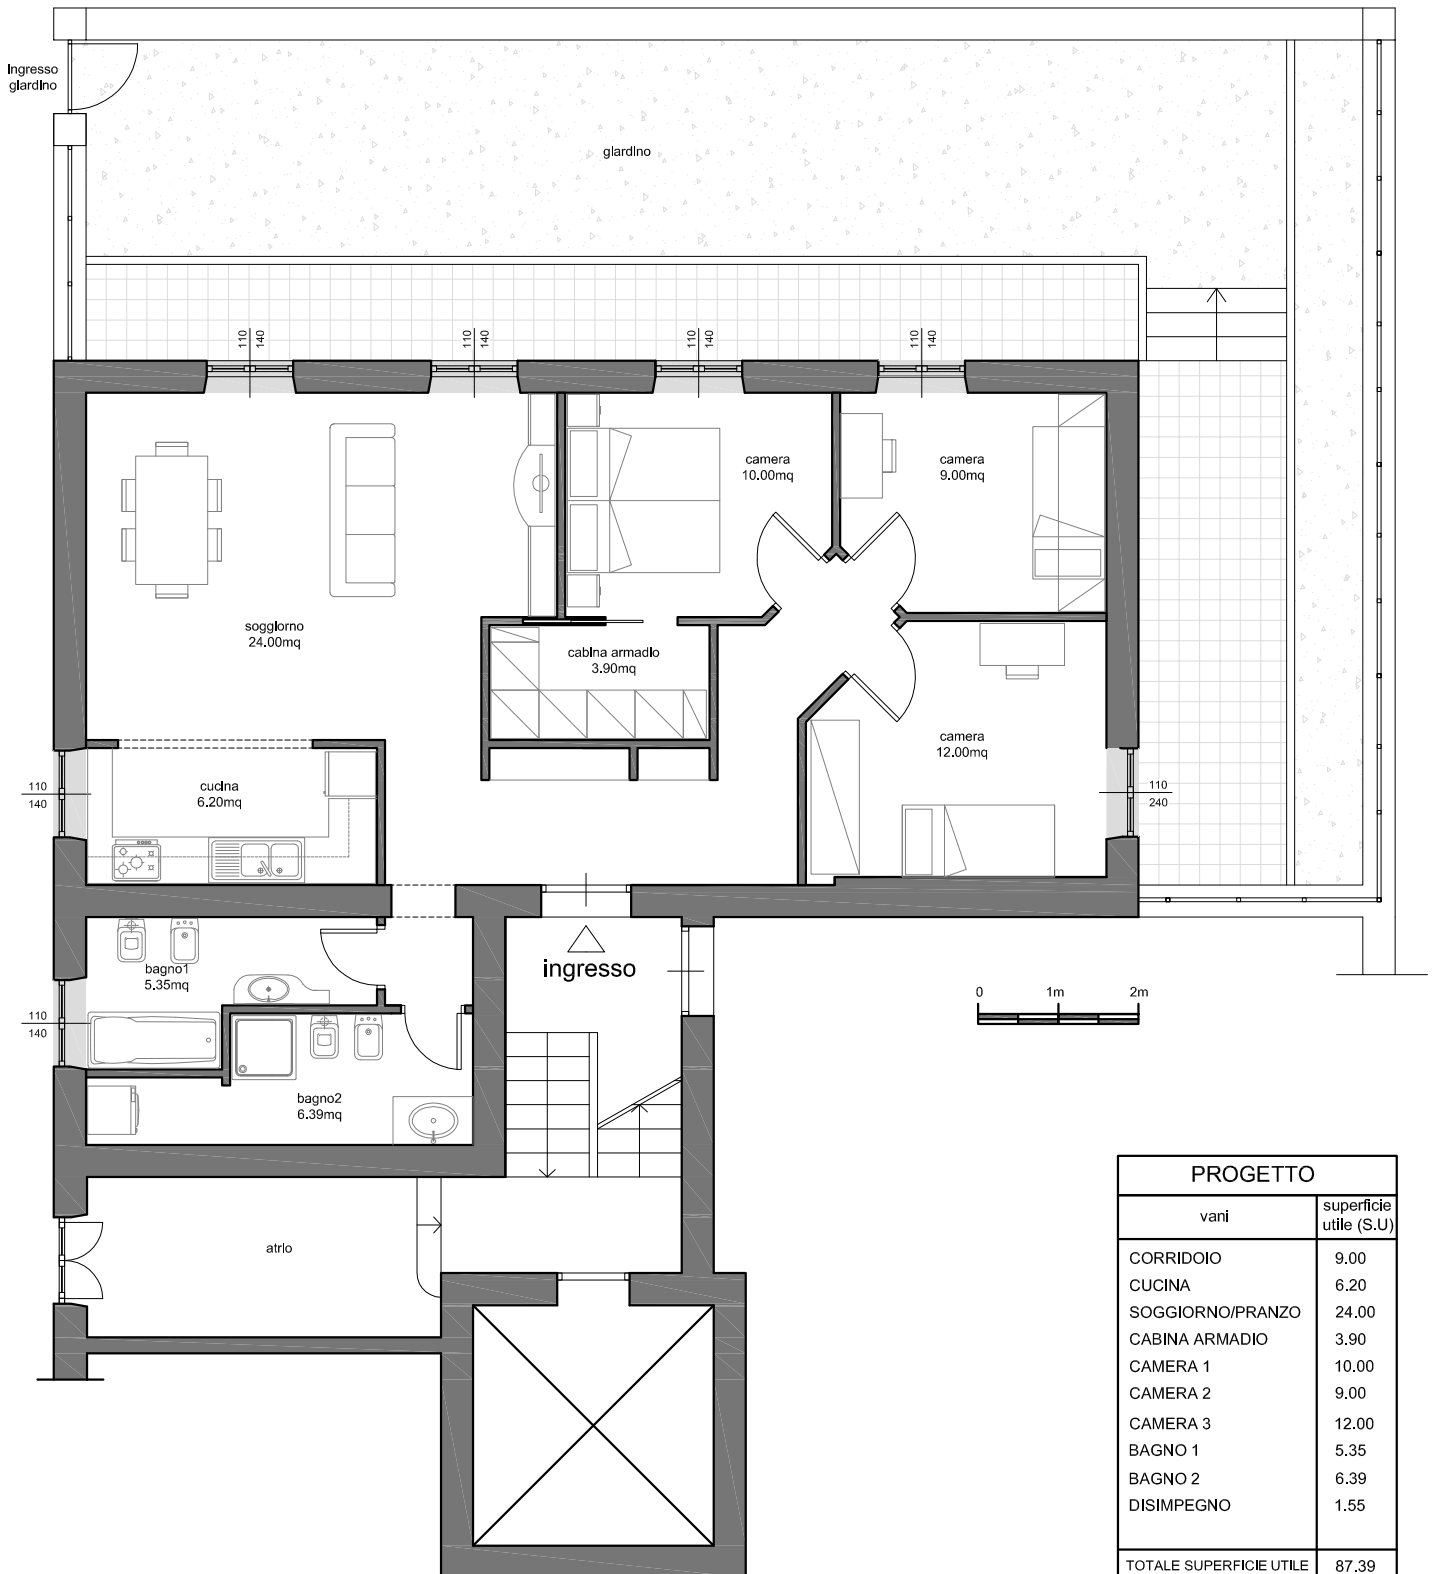 Ingresso
giardino
giardino
110
140
110
140
110
140
110
140
camera
10.00mq
camera
9.00mq
soggiorno
24.00mq
cabina armadio
3.90mq
camera
12.00mq
cucina
6.20mq
110
140
110
240
ingresso
bagno1
5.35mq
0 1m 2m
110
140
bagno2
6.39mq
atrio
PROGETTO
vani superficie
utile (S.U)
CORRIDOIO 9.00
CUCINA 6.20
SOGGIORNO/PRANZO 24.00
CABINA ARMADIO 3.90
CAMERA 1 10.00
CAMERA 2 9.00
CAMERA 3 12.00
BAGNO 1 5.35
BAGNO 2 6.39
DISIMPEGNO 1.55
TOTALE SUPERFICIE UTILE 87.39